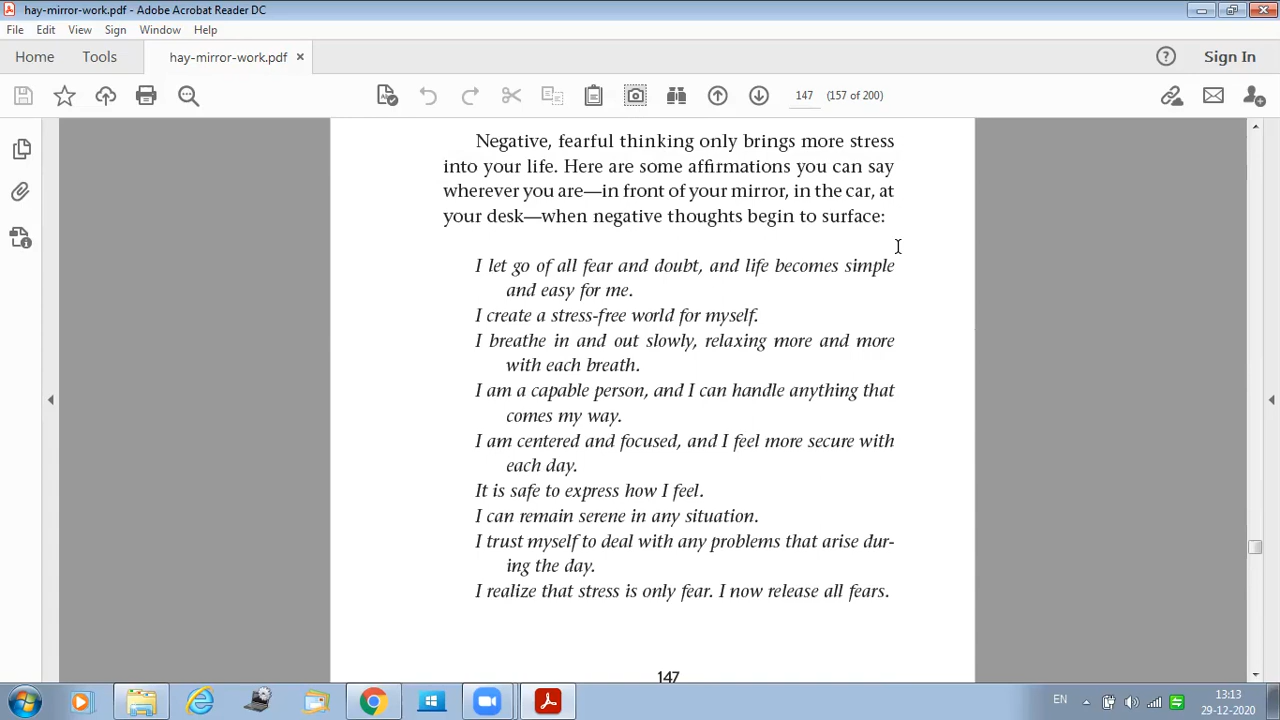 hay-mirror-work.pdf - Adobe Acrobat Reader DC
File Edit View Sign Window Help
Home Tools hay-mirror-work.pdf × Sign In
147 (157 of 200)
Negative, fearful thinking only brings more stress
into your life. Here are some affirmations you can say
wherever you are—in front of your mirror, in the car, at
your desk—when negative thoughts begin to surface:
I let go of all fear and doubt, and life becomes simple
and easy for me.
I create a stress-free world for myself.
I breathe in and out slowly, relaxing more and more
with each breath.
I am a capable person, and I can handle anything that
comes my way.
I am centered and focused, and I feel more secure with
each day.
It is safe to express how I feel.
I can remain serene in any situation.
I trust myself to deal with any problems that arise dur-
ing the day.
I realize that stress is only fear. I now release all fears.
147
EN
13:13
29-12-2020